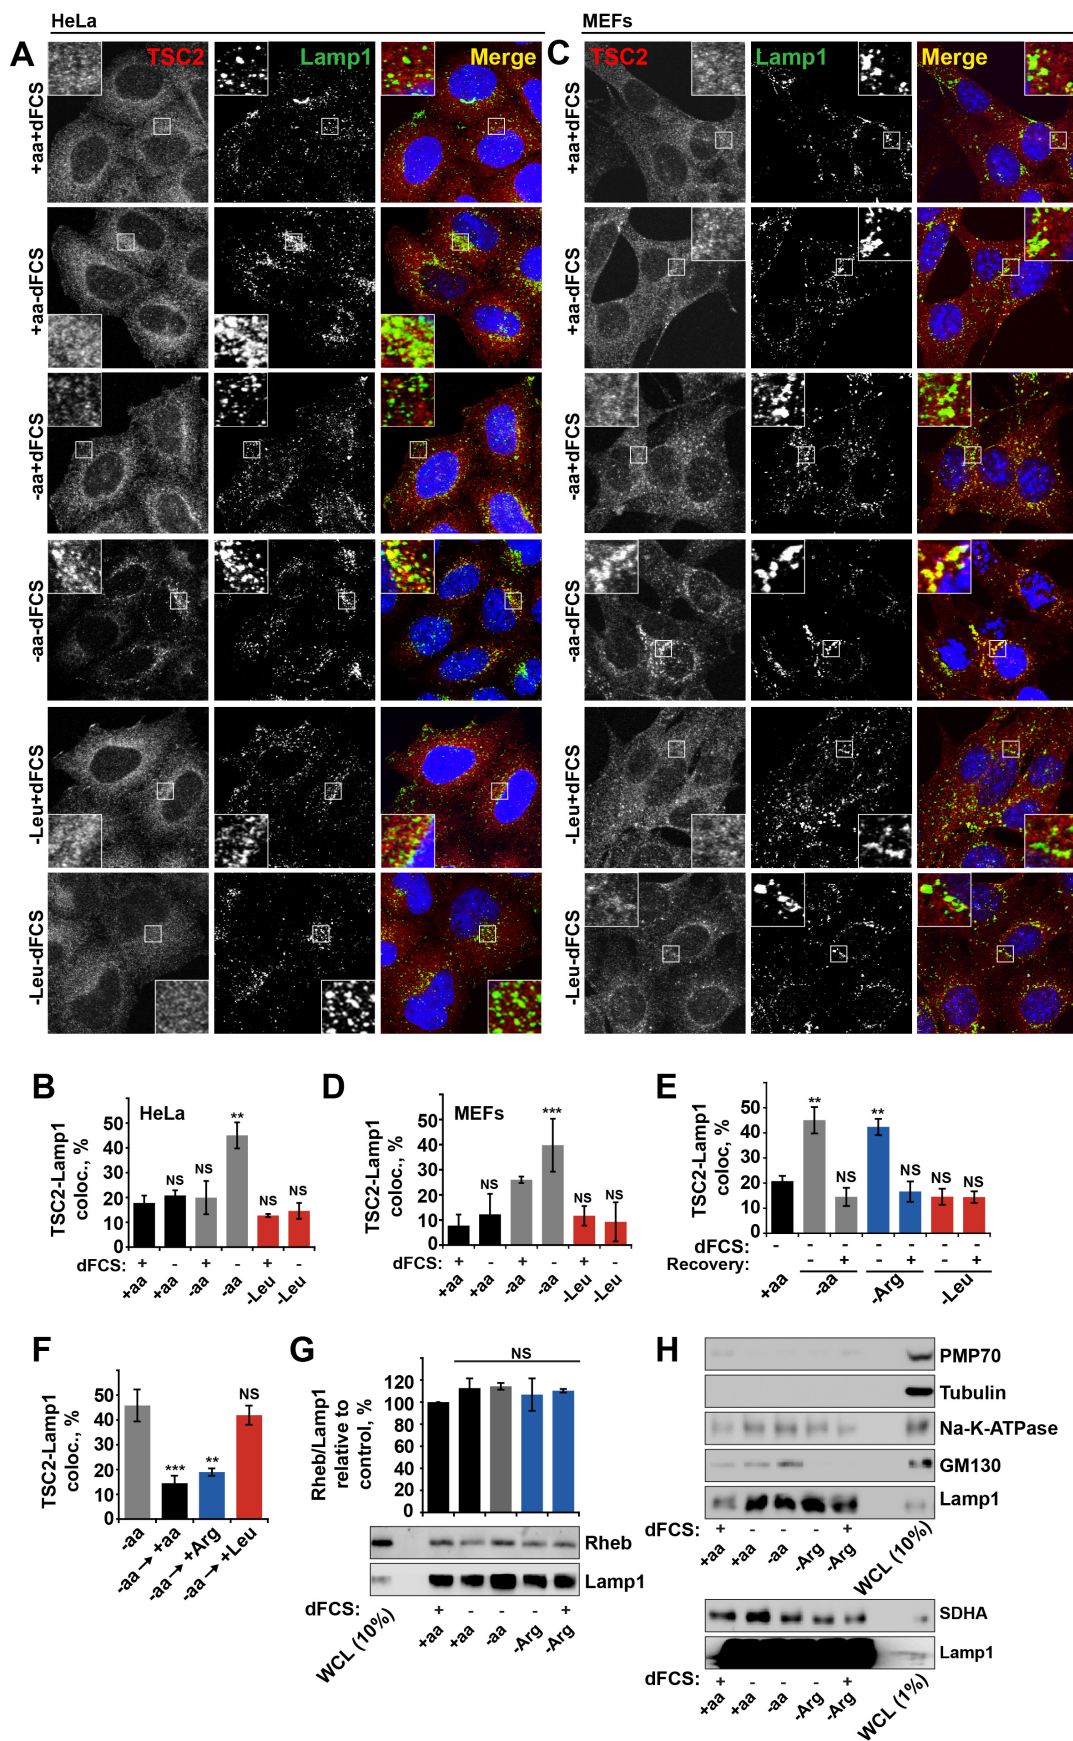 HeLa
MEFs
A
TSC2
Lamp1
Merge
C
TSC2
Lamp1
Merge
+aa+dFCS
+aa+dFCS
+aa-dFCS
+aa-dFCS
-aa+dFCS
-aa+dFCS
-aa-dFCS
-aa-dFCS
-Leu+dFCS
-Leu+dFCS
-Leu-dFCS
-Leu-dFCS
B
HeLa
TSC2-Lamp1
coloc., %
50
40
30
20
10
0
NS
NS
**
NS
NS
dFCS: + - + - + -
+aa +aa -aa -aa -Leu -Leu
D
MEFs
TSC2-Lamp1
coloc., %
50
40
30
20
10
0
NS
***
NS
NS
dFCS: + - + - + -
+aa +aa -aa -aa -Leu -Leu
E
TSC2-Lamp1
coloc, %
60
50
40
30
20
10
0
**
NS
**
NS
NS
NS
dFCS: - - - - - - -
Recovery: - + - + - +
+aa -aa -Arg -Leu
F
TSC2-Lamp1
coloc., %
60
50
40
30
20
10
0
***
**
NS
-aa
-aa→+aa
-aa→+Arg
-aa→+Leu
G
Rheb/Lamp1
relative to
control, %
120
100
80
60
40
20
0
NS
Rheb
Lamp1
dFCS: + - - - +
WCL (10%) +aa +aa -aa -Arg -Arg
H
PMP70
Tubulin
Na-K-ATPase
GM130
Lamp1
dFCS: + - - - +
+aa +aa -aa -Arg -Arg WCL (10%)
SDHA
Lamp1
dFCS: + - - - +
+aa +aa -aa -Arg -Arg WCL (1%)